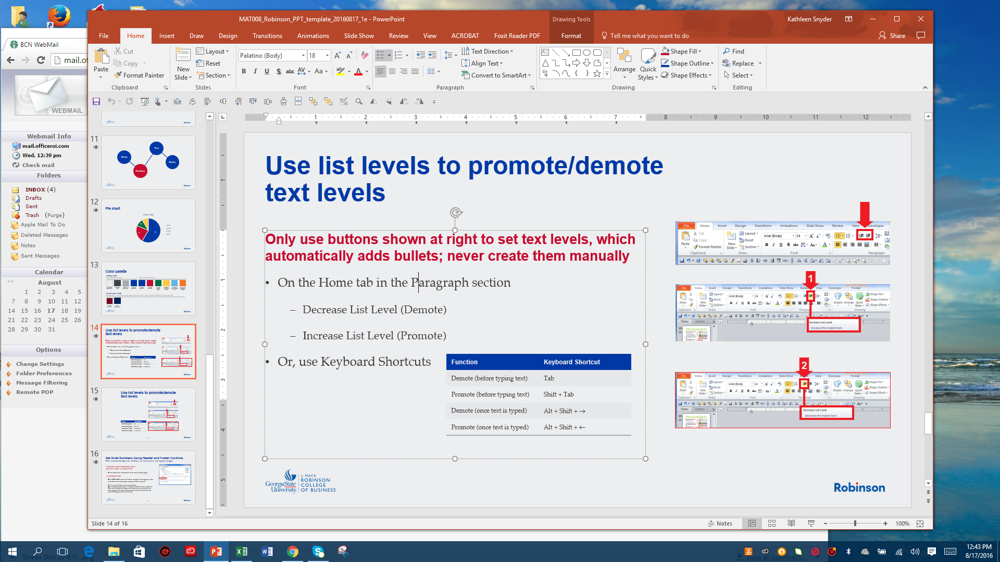 MAT008_Robinson_PPT_template_20160817_1e - PowerPoint
Drawing Tools
Kathleen Snyder
File
Home
Insert
Draw
Design
Transitions
Animations
Slide Show
Review
View
ACROBAT
Foxit Reader PDF
Format
Tell me what you want to do
Share
Paste
Cut
Copy
Format Painter
Clipboard
New Slide
Layout
Reset
Section
Slides
Palatino (Body)
18
Font
Text Direction
Align Text
Convert to SmartArt
Paragraph
Arrange
Quick Styles
Shape Fill
Shape Outline
Shape Effects
Drawing
Find
Replace
Select
Editing
BCN WebMail
WEBMAIL
Webmail Info
mail.officeroi.com
Wed, 12:39 pm
Check mail
Folders
INBOX (4)
Drafts
Sent
Trash (Purge)
Apple Mail To Do
Deleted Messages
Notes
Sent Messages
Calendar
<< August
1 2 3 4 5
7 8 9 10 11 12
14 15 16 17 18 19
21 22 23 24 25 26
28 29 30 31
Options
Change Settings
Folder Preferences
Message Filtering
Remote POP
11
12
Pie chart
13
Color palette
14
Use list levels to promote/demote
text levels
15
Use list levels to promote/demote
text levels
16
Set Slide Numbers Using Header and Footer Controls
Use list levels to promote/demote
text levels
Only use buttons shown at right to set text levels, which
automatically adds bullets; never create them manually
• On the Home tab in the Paragraph section
– Decrease List Level (Demote)
– Increase List Level (Promote)
• Or, use Keyboard Shortcuts
Function Keyboard Shortcut
Demote (before typing text) Tab
Promote (before typing text) Shift + Tab
Demote (once text is typed) Alt + Shift + →
Promote (once text is typed) Alt + Shift + ←
1
Increase List Level
Increase the indent level.
2
Decrease List Level
Decrease the indent level.
GeorgiaState University
J. MACK
ROBINSON
COLLEGE
OF BUSINESS
Robinson
Slide 14 of 16
Notes
100%
12:43 PM
8/17/2016